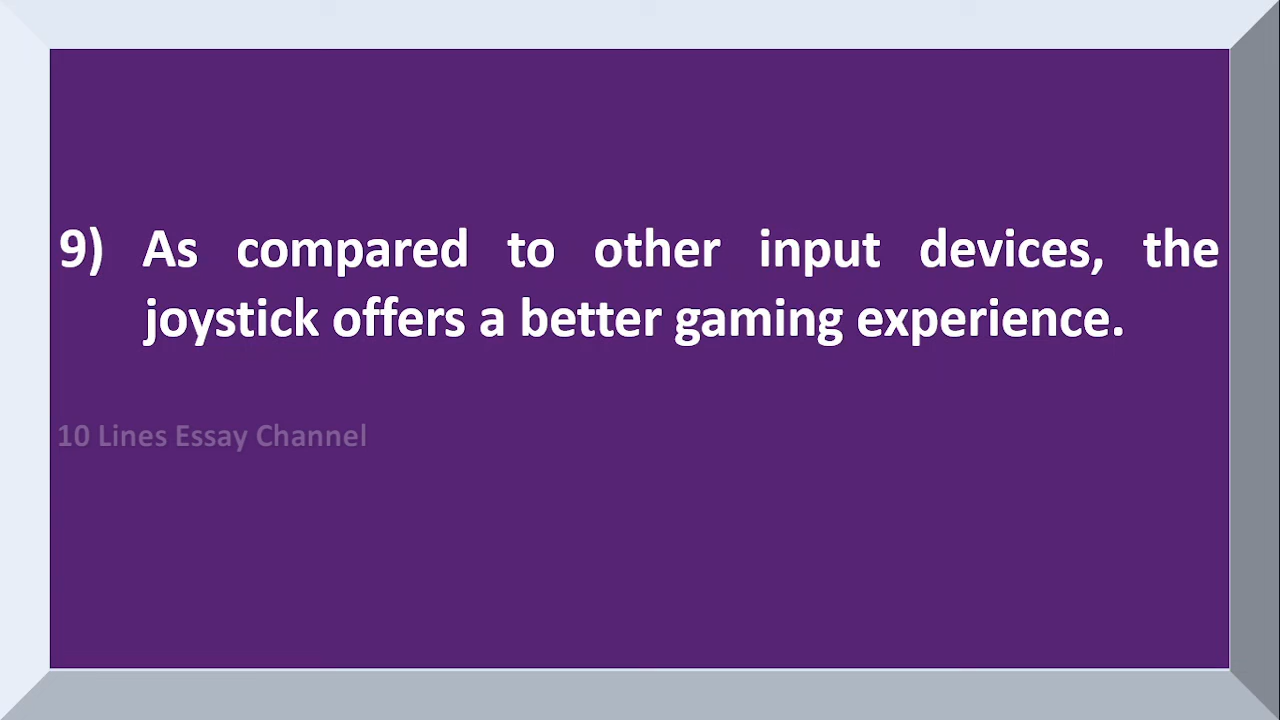 9) As compared to other input devices, the
joystick offers a better gaming experience.
10 Lines Essay Channel